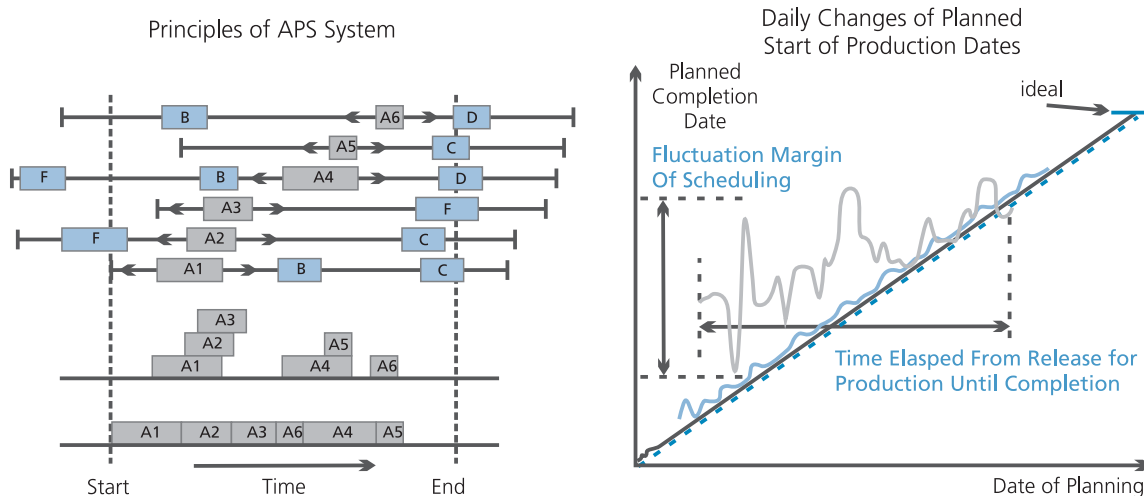 Principles of APS System
B
A6
D
A5
C
F
B
A4
D
A3
F
F
A2
C
A1
B
C
A3
A2
A5
A1
A4
A6
A1
A2
A3
A6
A4
A5
Start
Time
End
Daily Changes of Planned
Start of Production Dates
Planned
Completion
Date
ideal
Fluctuation Margin
Of Scheduling
Time Elasped From Release for
Production Until Completion
Date of Planning